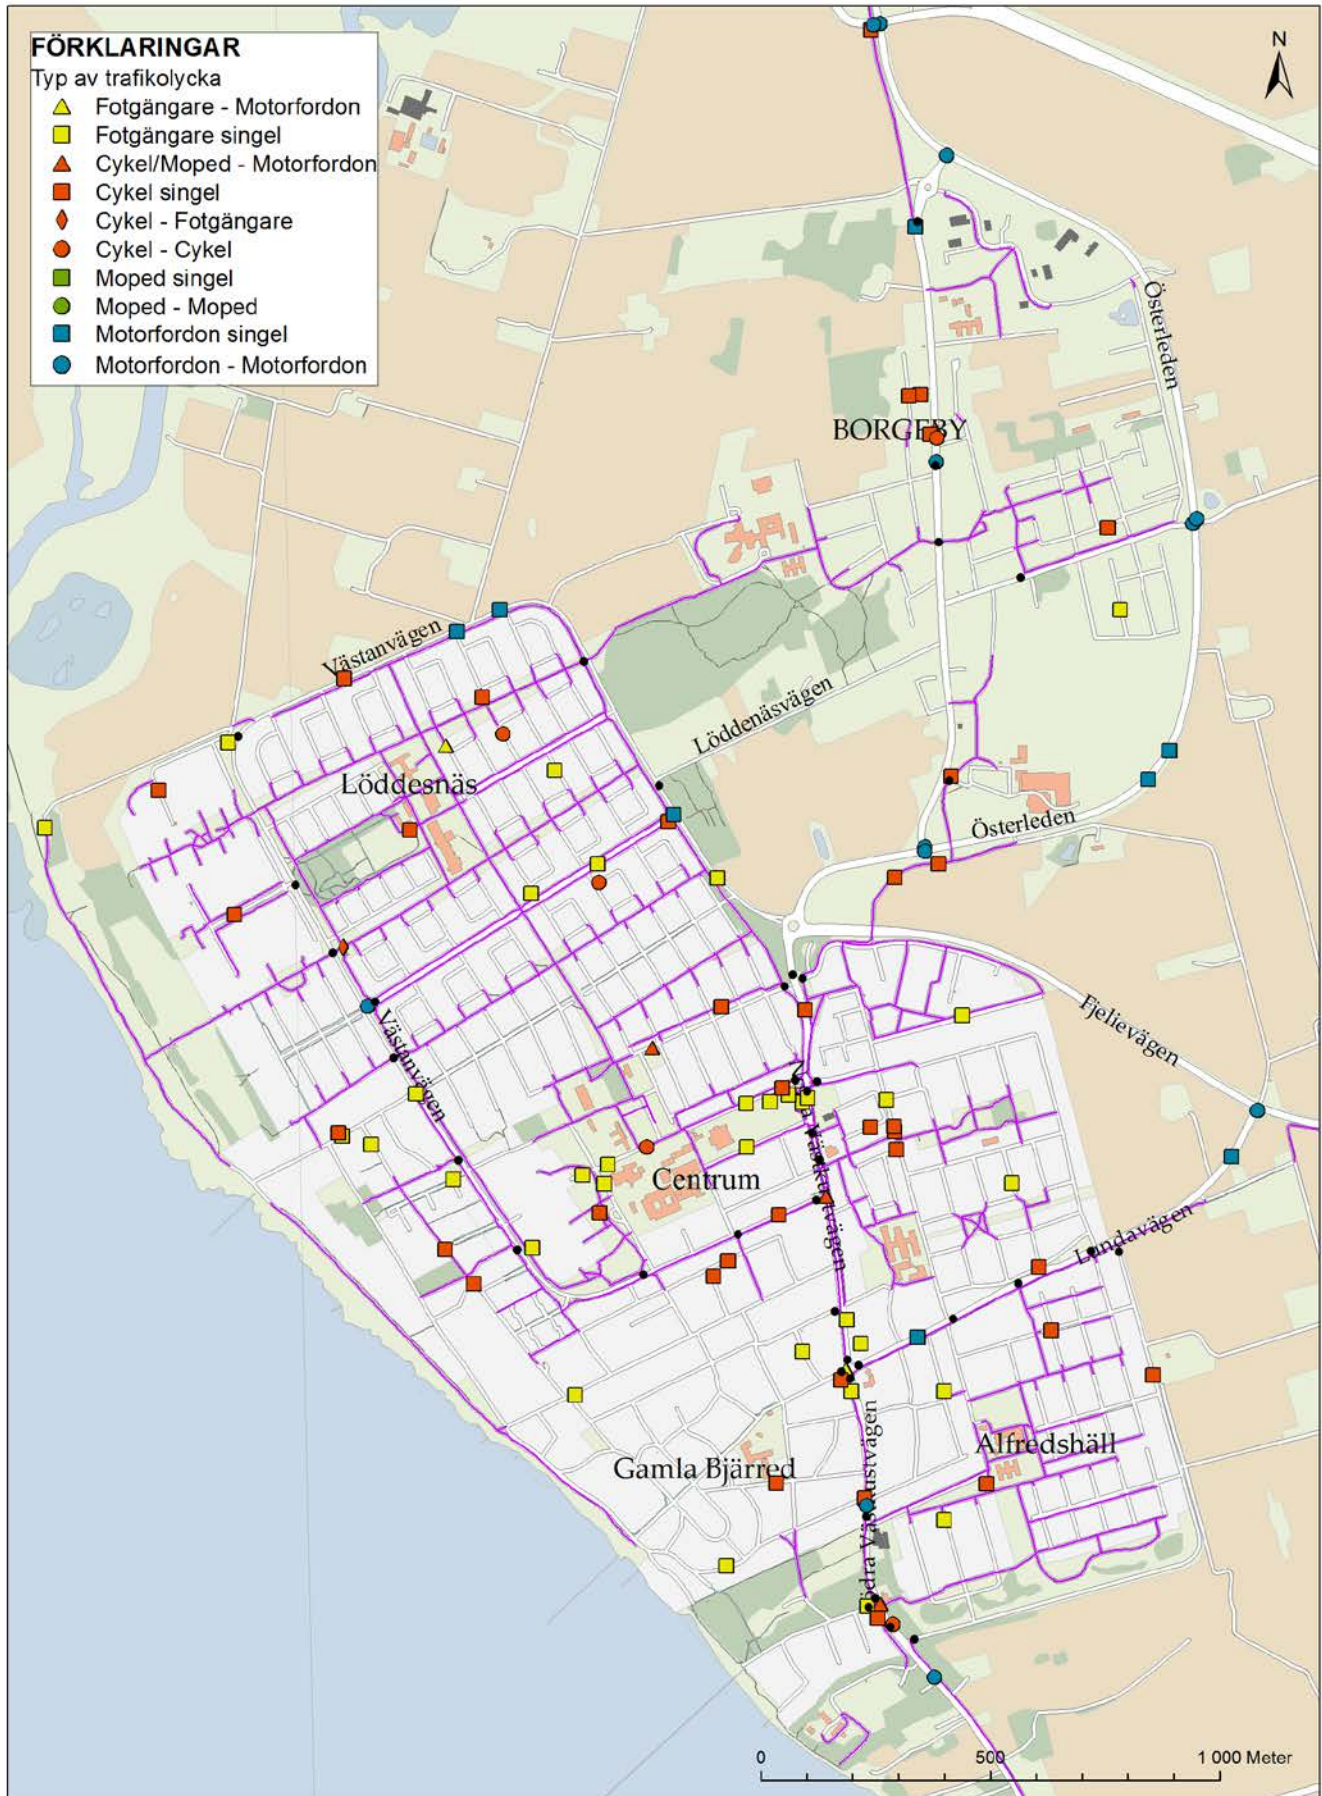 FÖRKLARINGAR
Typ av trafikolycka
Fotgängare - Motorfordon
Fotgängare singel
Cykel/Moped - Motorfordon
Cykel singel
Cykel - Fotgängare
Cykel - Cykel
Moped singel
Moped - Moped
Motorfordon singel
Motorfordon - Motorfordon
N
Österleden
BORGEBY
Västanvägen
Löddenäsvägen
Löddesnäs
Österleden
Fjelievägen
Västanvägen
Centrum
Västkustvägen
Lundavägen
Alfredshäll
Gamla Bjärred
Västkustvägen
0 500 1 000 Meter